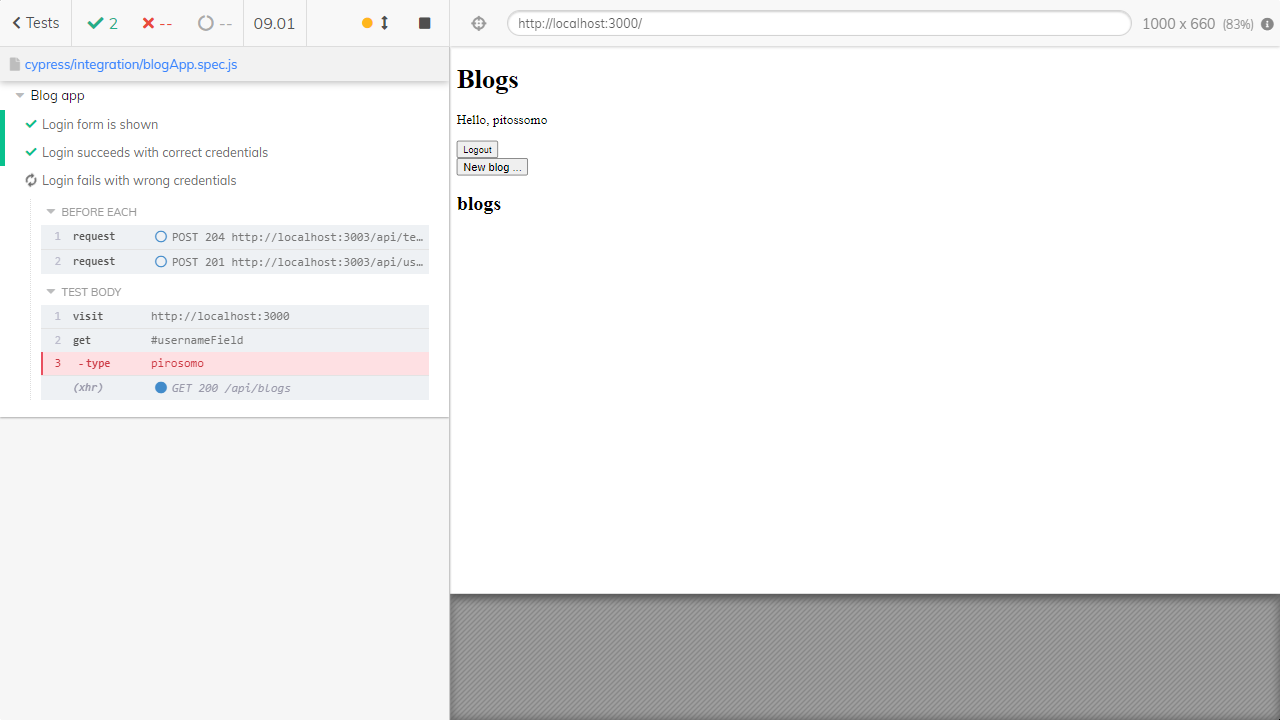 Tests 2 -- -- 09.01
http://localhost:3000/ 1000 x 660 (83%)
cypress/integration/blogApp.spec.js
Blog app
Login form is shown
Login succeeds with correct credentials
Login fails with wrong credentials
BEFORE EACH
1 request POST 204 http://localhost:3003/api/te…
2 request POST 201 http://localhost:3003/api/us…
TEST BODY
1 visit http://localhost:3000
2 get #usernameField
3 -type pirosomo
(xhr) GET 200 /api/blogs
Blogs
Hello, pitossomo
Logout
New blog ...
blogs